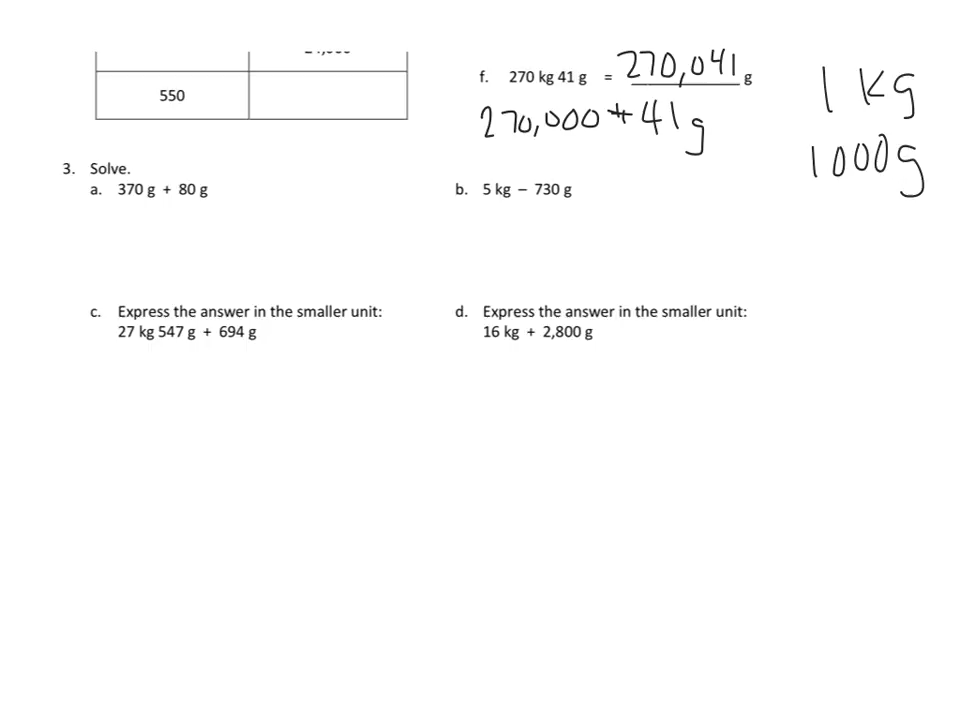 550
f. 270 kg 41 g = 270,041 g
270,000 + 41 g
1 kg
1000g
3. Solve.
a. 370 g + 80 g
b. 5 kg – 730 g
c. Express the answer in the smaller unit:
27 kg 547 g + 694 g
d. Express the answer in the smaller unit:
16 kg + 2,800 g